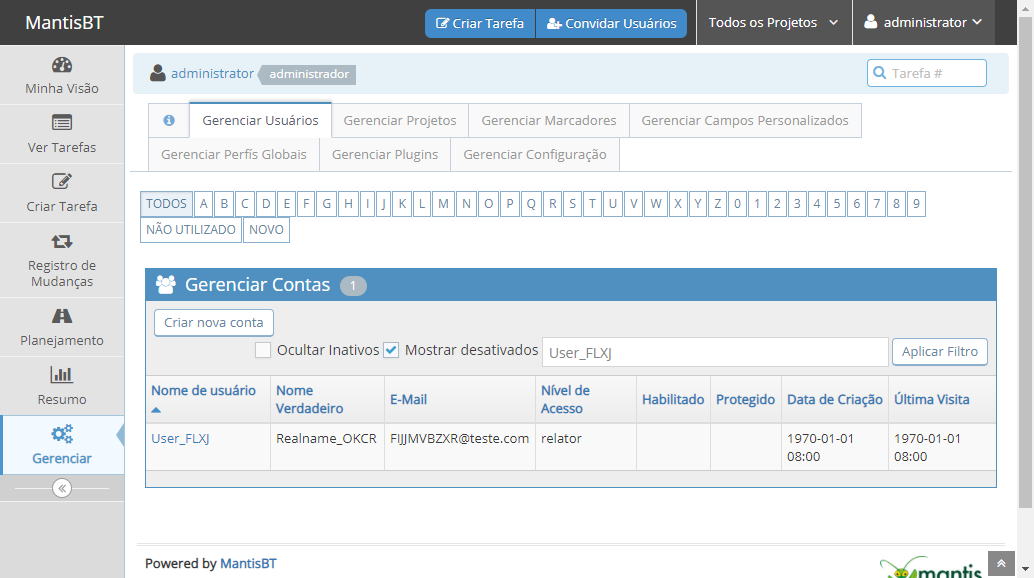 MantisBT
Criar Tarefa
Convidar Usuários
Todos os Projetos
administrator
Minha Visão
Ver Tarefas
Criar Tarefa
Registro de
Mudanças
Planejamento
Resumo
Gerenciar
administrator
administrador
Tarefa #
Gerenciar Usuários
Gerenciar Projetos
Gerenciar Marcadores
Gerenciar Campos Personalizados
Gerenciar Perfís Globais
Gerenciar Plugins
Gerenciar Configuração
TODOS A B C D E F G H I J K L M N O P Q R S T U V W X Y Z 0 1 2 3 4 5 6 7 8 9
NÃO UTILIZADO NOVO
Gerenciar Contas 1
Criar nova conta
Ocultar Inativos
Mostrar desativados
User_FLXJ
Aplicar Filtro
Nome de usuário
Nome
Verdadeiro
E-Mail
Nível de
Acesso
Habilitado
Protegido
Data de Criação
Última Visita
User_FLXJ
Realname_OKCR
FIJJMVBZXR@teste.com
relator
1970-01-01
08:00
1970-01-01
08:00
Powered by MantisBT
mantis